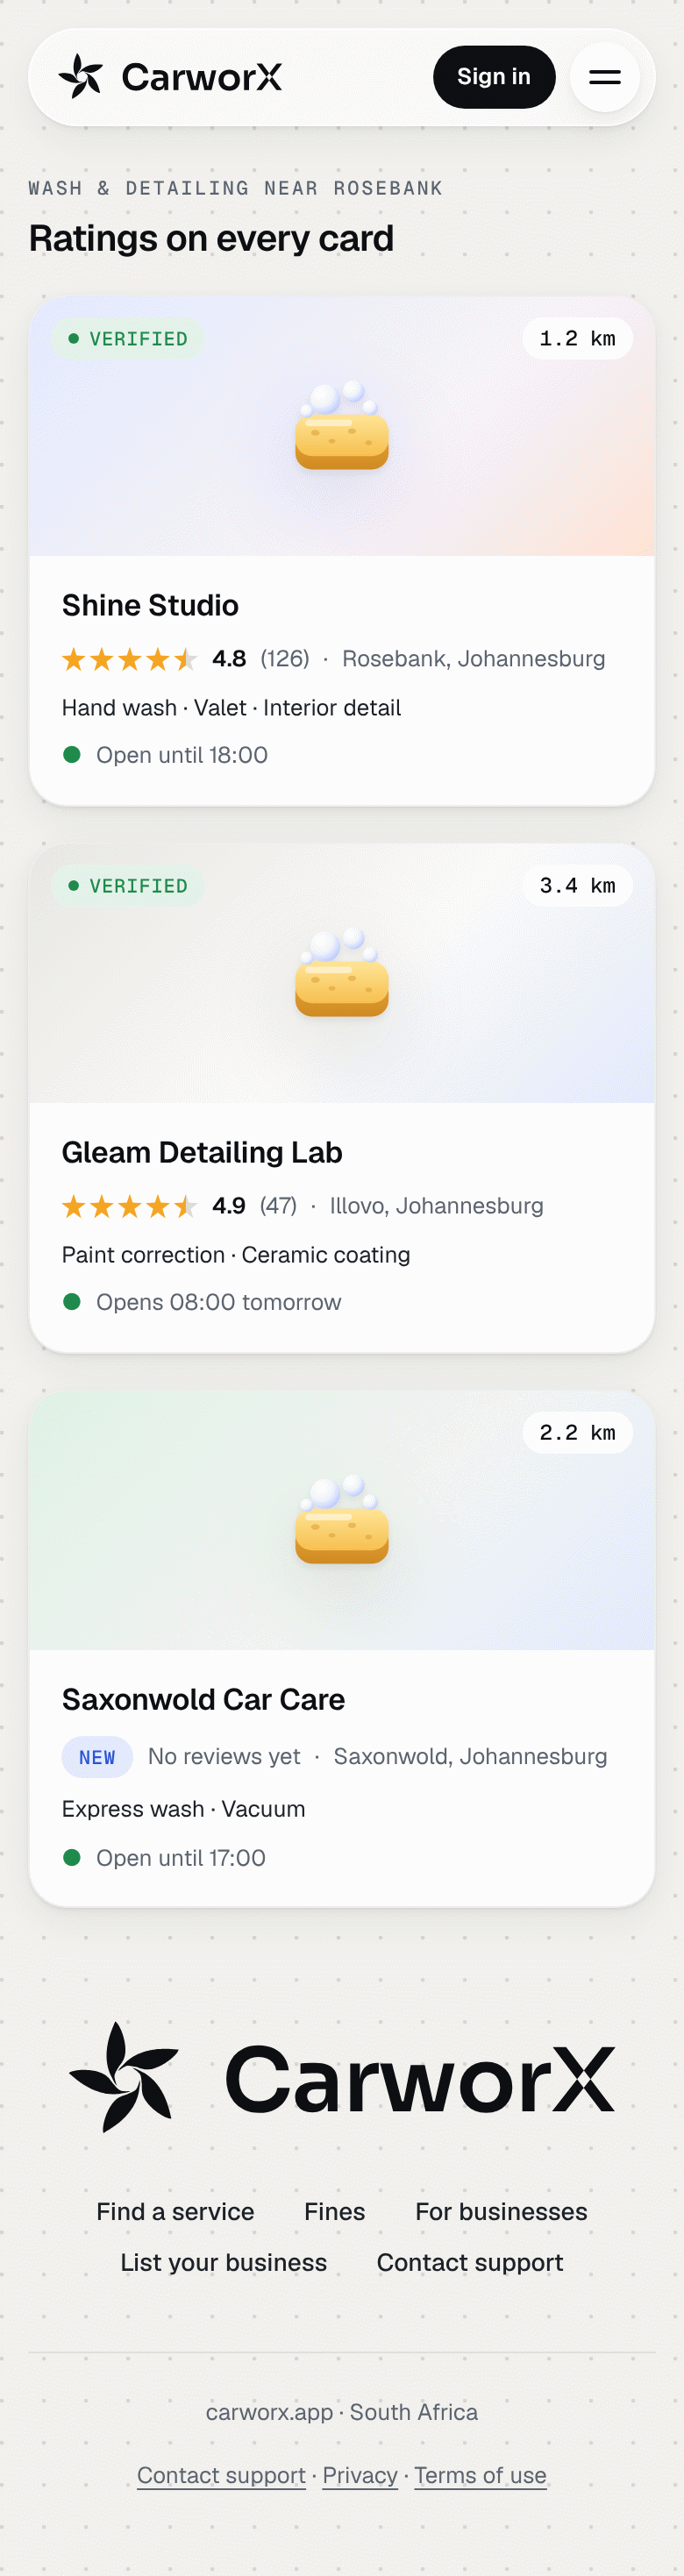 CarworX
Sign in
WASH & DETAILING NEAR ROSEBANK
Ratings on every card
VERIFIED
1.2 km
Shine Studio
4.8 (126) · Rosebank, Johannesburg
Hand wash · Valet · Interior detail
Open until 18:00
VERIFIED
3.4 km
Gleam Detailing Lab
4.9 (47) · Illovo, Johannesburg
Paint correction · Ceramic coating
Opens 08:00 tomorrow
2.2 km
Saxonwold Car Care
NEW No reviews yet · Saxonwold, Johannesburg
Express wash · Vacuum
Open until 17:00
CarworX
Find a service Fines For businesses
List your business Contact support
carworx.app · South Africa
Contact support · Privacy · Terms of use